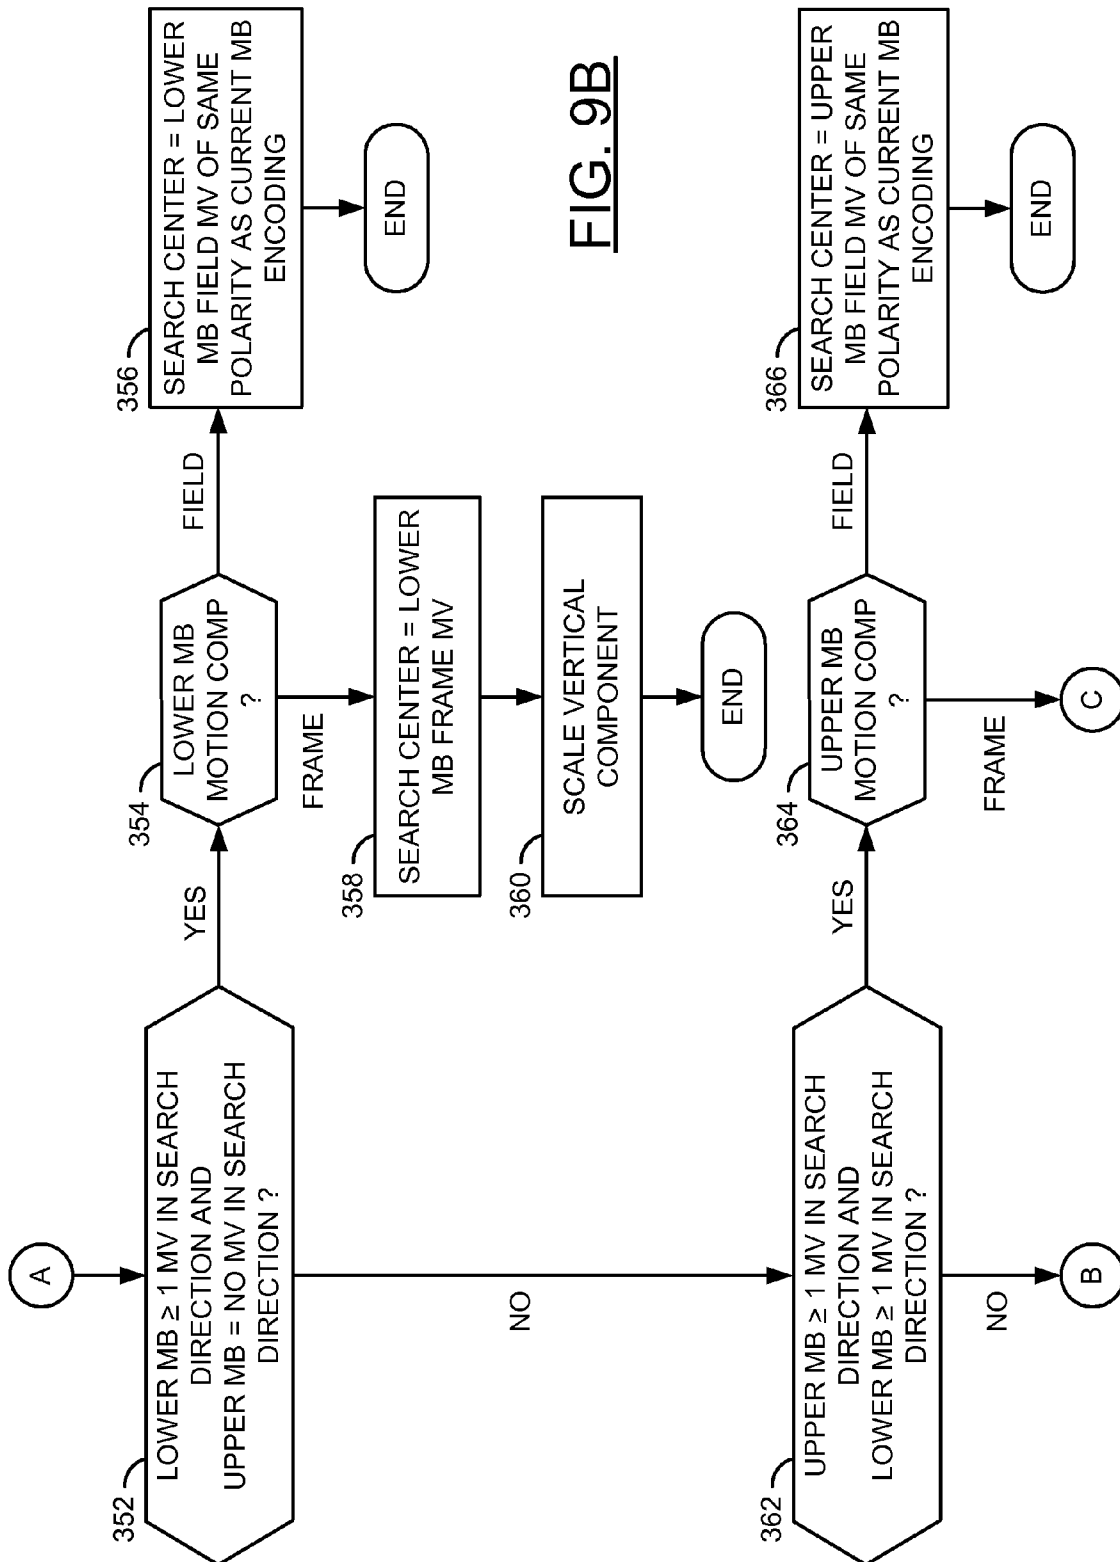 A
352
LOWER MB ≥ 1 MV IN SEARCH
DIRECTION AND
UPPER MB = NO MV IN SEARCH
DIRECTION ?
YES
354
LOWER MB
MOTION COMP
?
FIELD
356
SEARCH CENTER = LOWER
MB FIELD MV OF SAME
POLARITY AS CURRENT MB
ENCODING
END
FRAME
358
SEARCH CENTER = LOWER
MB FRAME MV
360
SCALE VERTICAL
COMPONENT
END
NO
362
UPPER MB ≥ 1 MV IN SEARCH
DIRECTION AND
LOWER MB ≥ 1 MV IN SEARCH
DIRECTION ?
YES
364
UPPER MB
MOTION COMP
?
FIELD
366
SEARCH CENTER = UPPER
MB FIELD MV OF SAME
POLARITY AS CURRENT MB
ENCODING
END
FRAME
C
NO
B
FIG. 9B